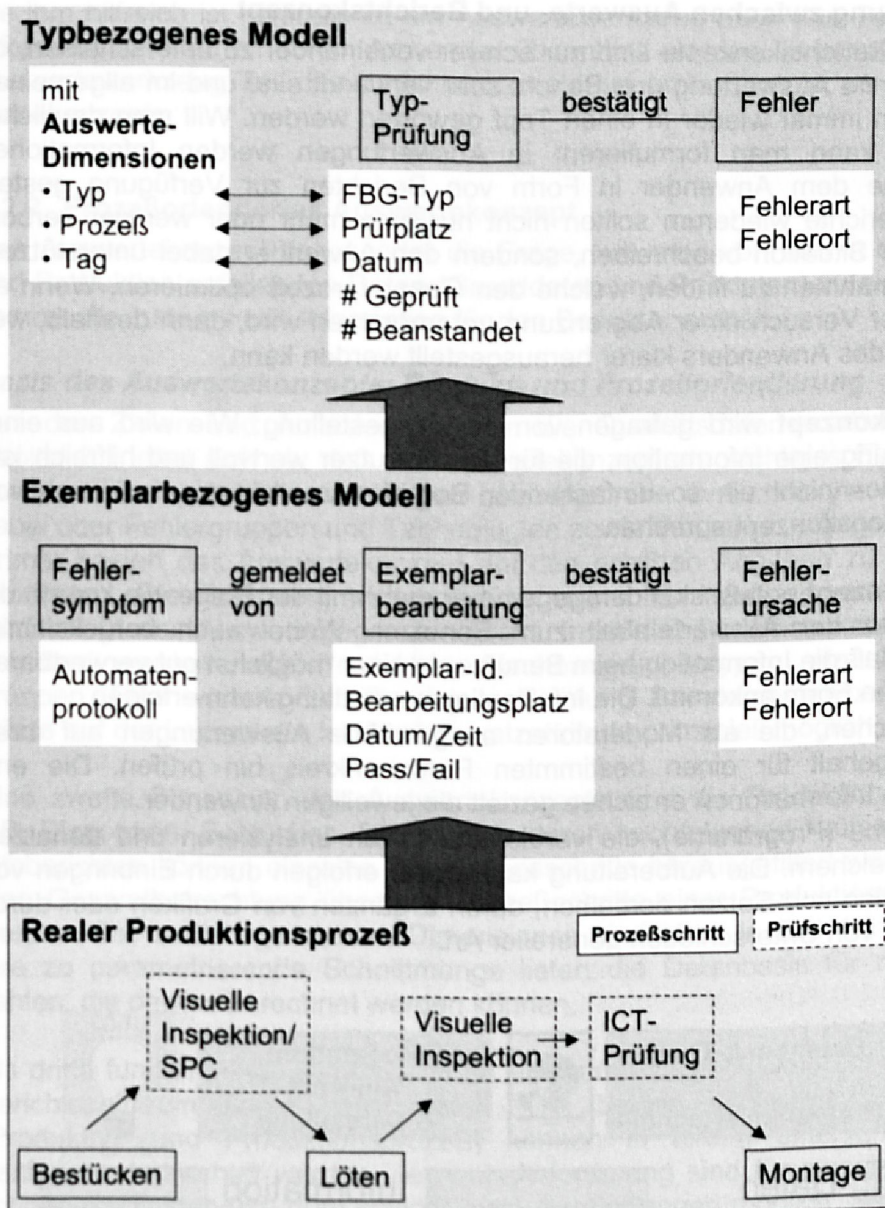 Typbezogenes Modell
mit
Auswerte-
Dimensionen
• Typ
• Prozeß
• Tag
Typ-
Prüfung
bestätigt
Fehler
FBG-Typ
Prüfplatz
Datum
# Geprüft
# Beanstandet
Fehlerart
Fehlerort
Exemplarbezogenes Modell
Fehler-
symptom
gemeldet
von
Exemplar-
bearbeitung
bestätigt
Fehler-
ursache
Automaten-
protokoll
Exemplar-Id.
Bearbeitungsplatz
Datum/Zeit
Pass/Fail
Fehlerart
Fehlerort
Realer Produktionsprozeß
Prozeßschritt
Prüfschritt
Visuelle
Inspektion/
SPC
Visuelle
Inspektion
ICT-
Prüfung
Bestücken
Löten
Montage